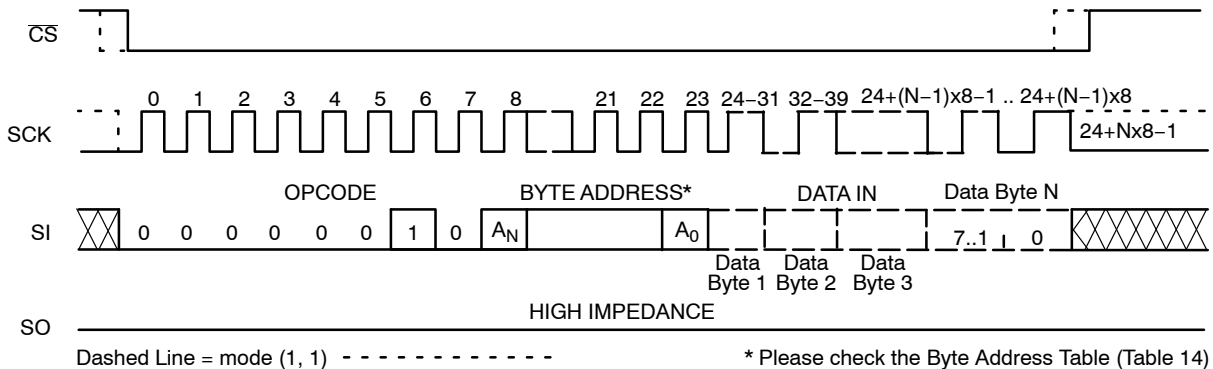 CS
0 1 2 3 4 5 6 7 8 21 22 23 24−31 32−39 24+(N−1)x8−1 .. 24+(N−1)x8
SCK
24+Nx8−1
OPCODE BYTE ADDRESS* DATA IN Data Byte N
SI
0 0 0 0 0 0 1 0 AN A0 7..1 0
Data Byte 1
Data Byte 2
Data Byte 3
HIGH IMPEDANCE
SO
Dashed Line = mode (1, 1)
* Please check the Byte Address Table (Table 14)